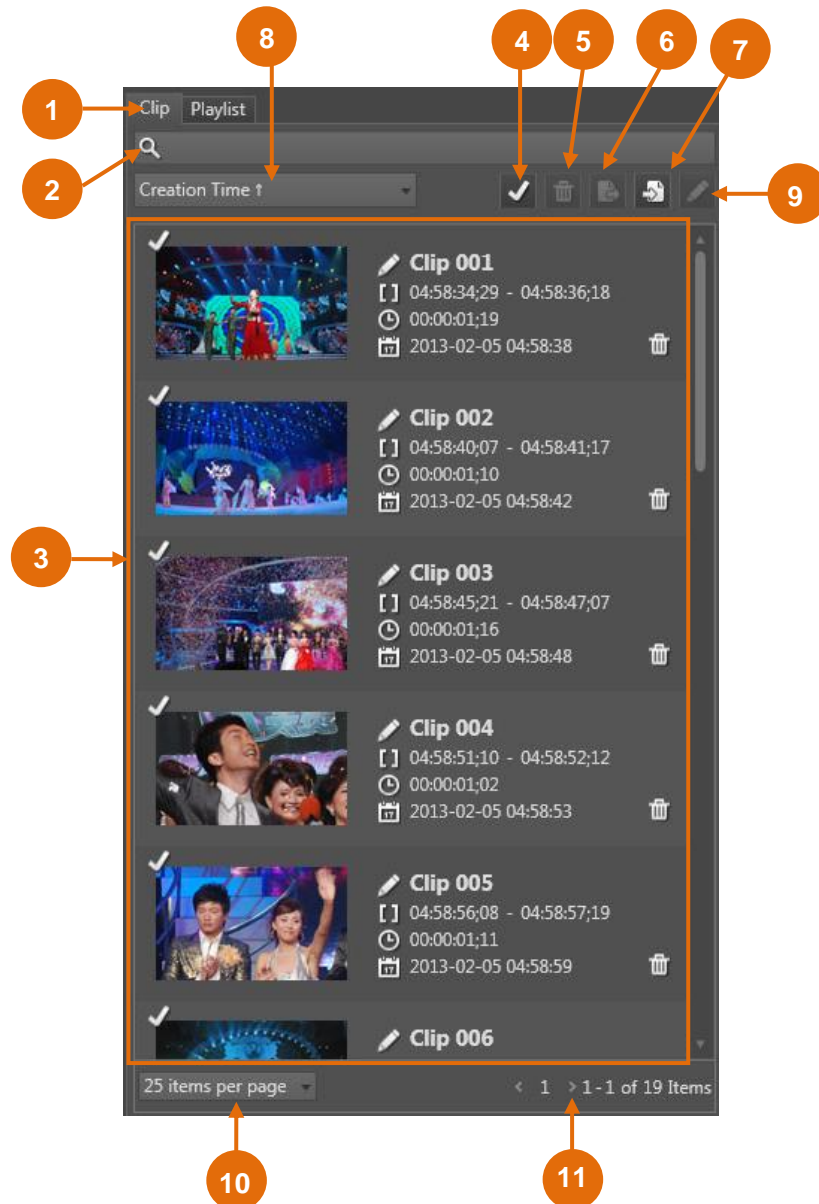 8
4
5
6
7
1
Clip Playlist
2
Creation Time ↑
9
Clip 001
[ ] 04:58:34;29 - 04:58:36;18
00:00:01;19
17 2013-02-05 04:58:38
Clip 002
[ ] 04:58:40;07 - 04:58:41;17
00:00:01;10
17 2013-02-05 04:58:42
3
Clip 003
[ ] 04:58:45;21 - 04:58:47;07
00:00:01;16
17 2013-02-05 04:58:48
Clip 004
[ ] 04:58:51;10 - 04:58:52;12
00:00:01;02
17 2013-02-05 04:58:53
Clip 005
[ ] 04:58:56;08 - 04:58:57;19
00:00:01;11
17 2013-02-05 04:58:59
Clip 006
25 items per page
< 1 > 1-1 of 19 Items
10
11